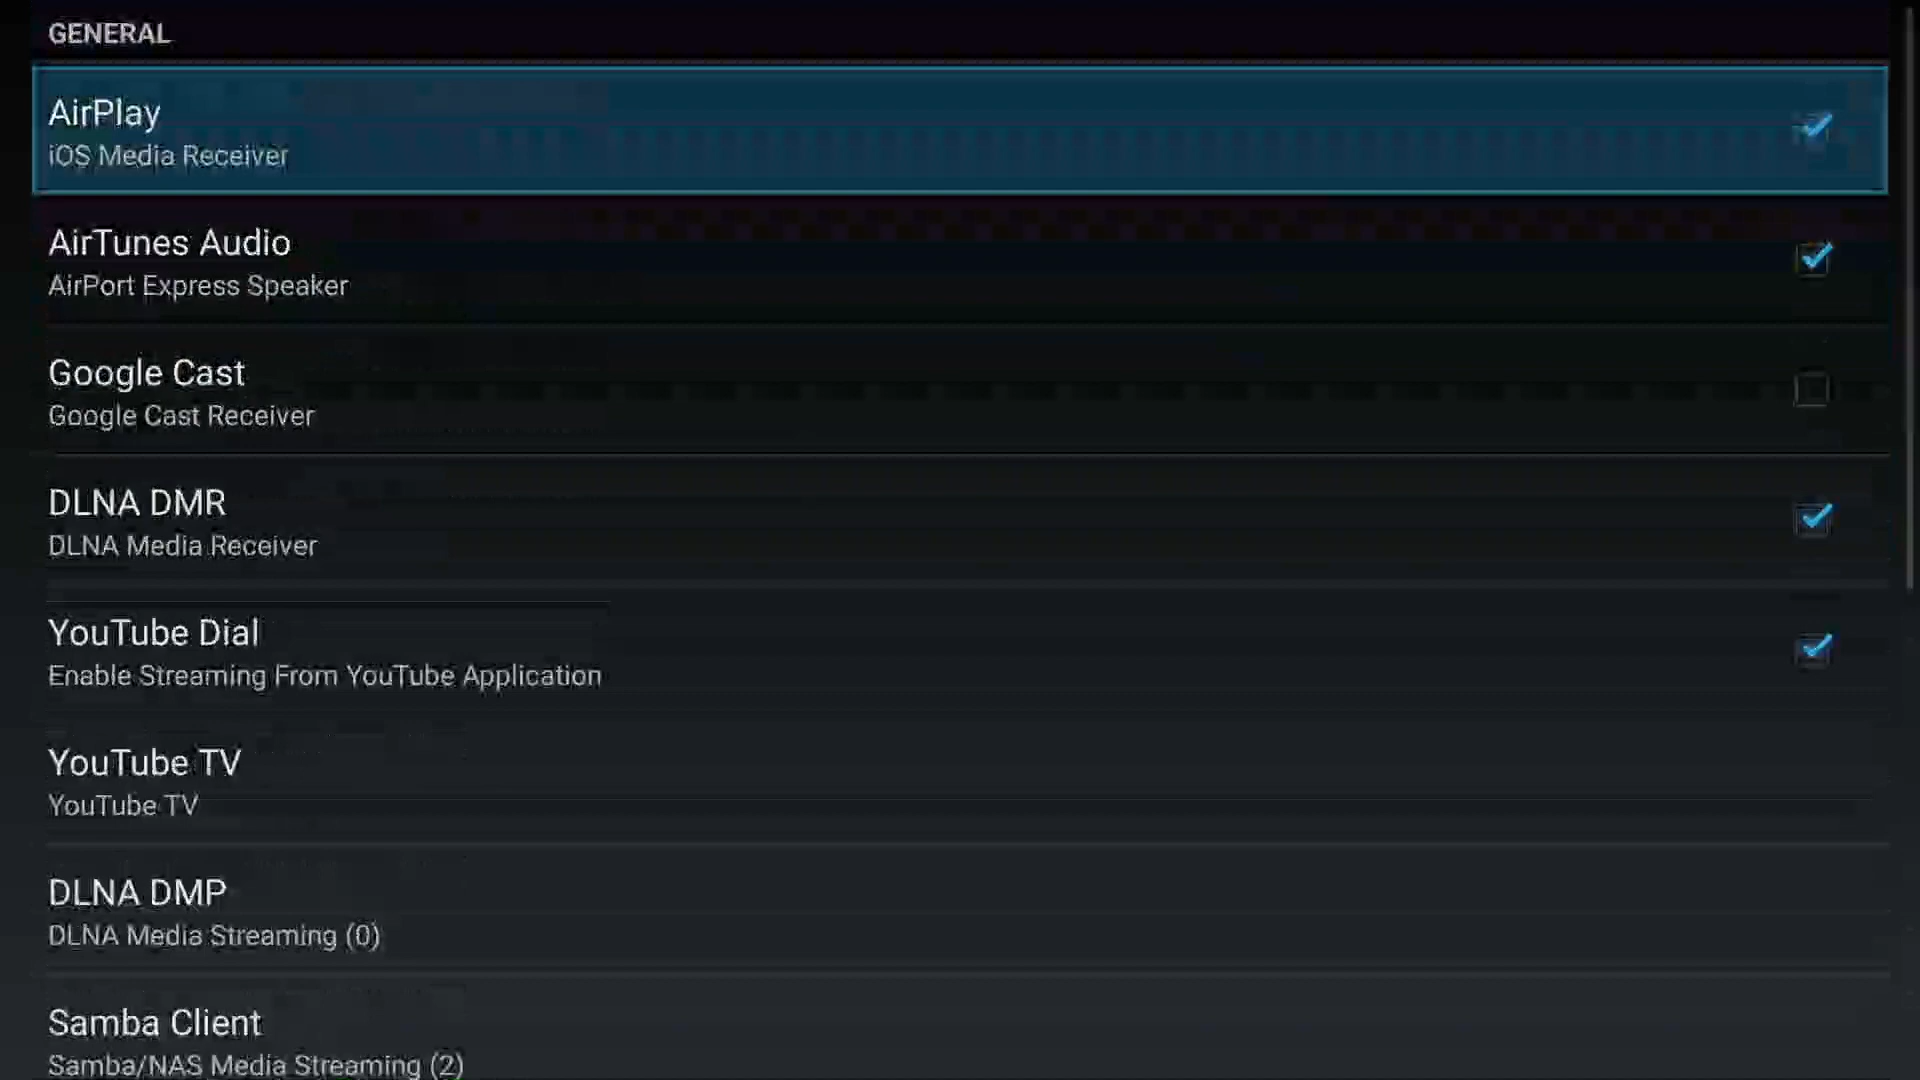 GENERAL
AirPlay
iOS Media Receiver
AirTunes Audio
AirPort Express Speaker
Google Cast
Google Cast Receiver
DLNA DMR
DLNA Media Receiver
YouTube Dial
Enable Streaming From YouTube Application
YouTube TV
YouTube TV
DLNA DMP
DLNA Media Streaming (0)
Samba Client
Samba/NAS Media Streaming (2)